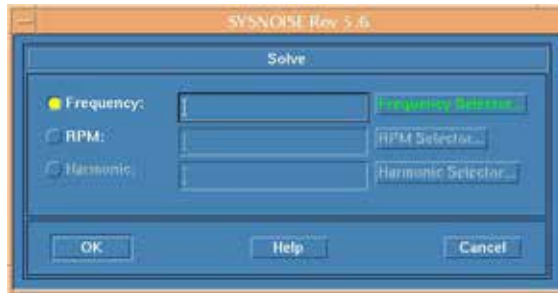 SYSNOISE Rev 5.6
Solve
Frequency: Frequency Selector...
RPM: RPM Selector...
Harmonic: Harmonic Selector...
OK Help Cancel